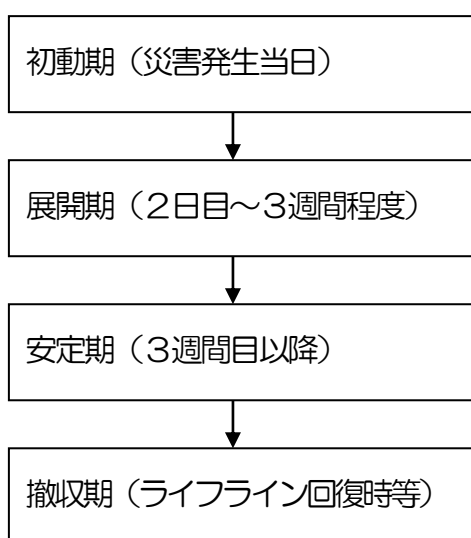 初動期（災害発生当日）
展開期（２日目～３週間程度）
安定期（３週間目以降）
撤収期（ライフライン回復時等）